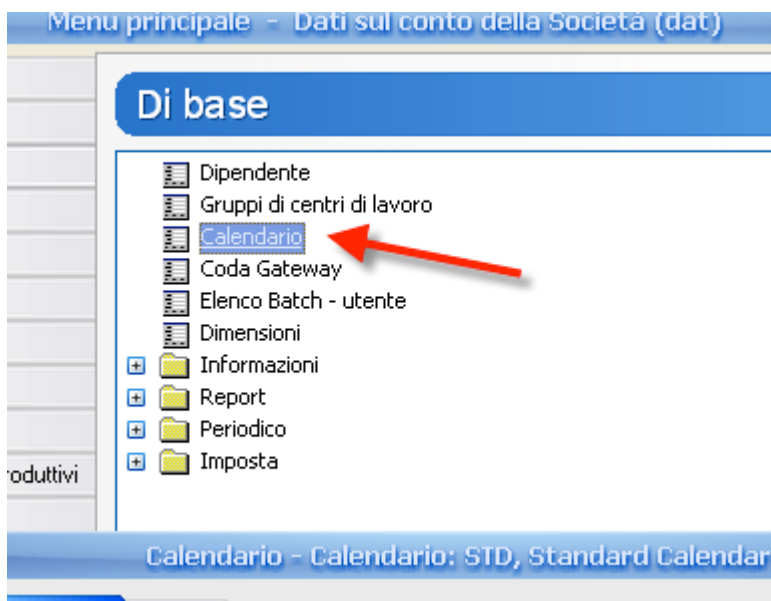 Menu principale - Dati sul conto della Società (dat)
Di base
Dipendente
Gruppi di centri di lavoro
Calendario
Coda Gateway
Elenco Batch - utente
Dimensioni
Informazioni
Report
Periodico
Imposta
roduttivi
Calendario - Calendario: STD, Standard Calendar